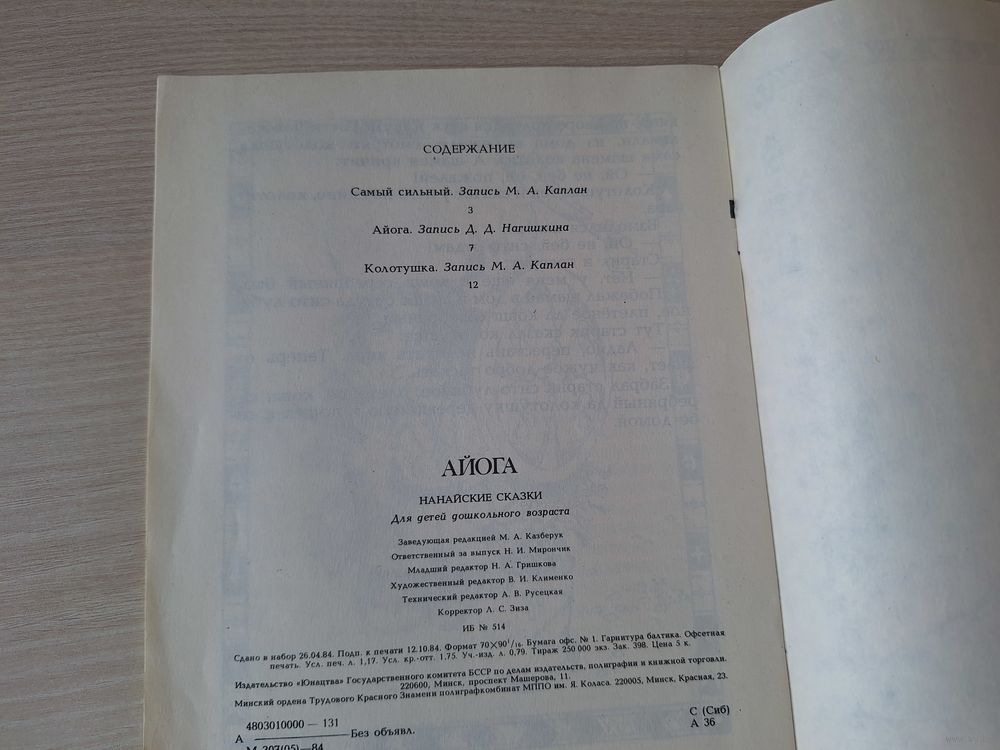 СОДЕРЖАНИЕ
Самый сильный. Запись М. А. Каплан
3
Айога. Запись Д. Д. Нагишкина
7
Колотушка. Запись М. А. Каплан
12
АЙОГА
НАНАЙСКИЕ СКАЗКИ
Для детей дошкольного возраста
Заведующая редакцией М. А. Казберук
Ответственный за выпуск Н. И. Мирончик
Младший редактор Н. А. Гришкова
Художественный редактор В. И. Клименко
Технический редактор А. В. Русецкая
Корректор Л. С. Зиза
ИБ № 514
Сдано в набор 26.04.84. Подп. к печати 12.10.84. Формат 70×90¹/₁₆. Бумага офс. № 1. Гарнитура балтика. Офсетная
печать. Усл. печ. л. 1,17. Усл. кр.-отт. 1,75. Уч.-изд. л. 0,79. Тираж 250 000 экз. Зак. 398. Цена 5 к.
Издательство «Юнацтва» Государственного комитета БССР по делам издательств, полиграфии и книжной торговли.
220600, Минск, проспект Машерова, 11.
Минский ордена Трудового Красного Знамени полиграфкомбинат МППО им. Я. Коласа. 220005, Минск, Красная, 23.
А 4803010000 — 131 Без объявл.
М 307(05)—84
С (Сиб)
А 36